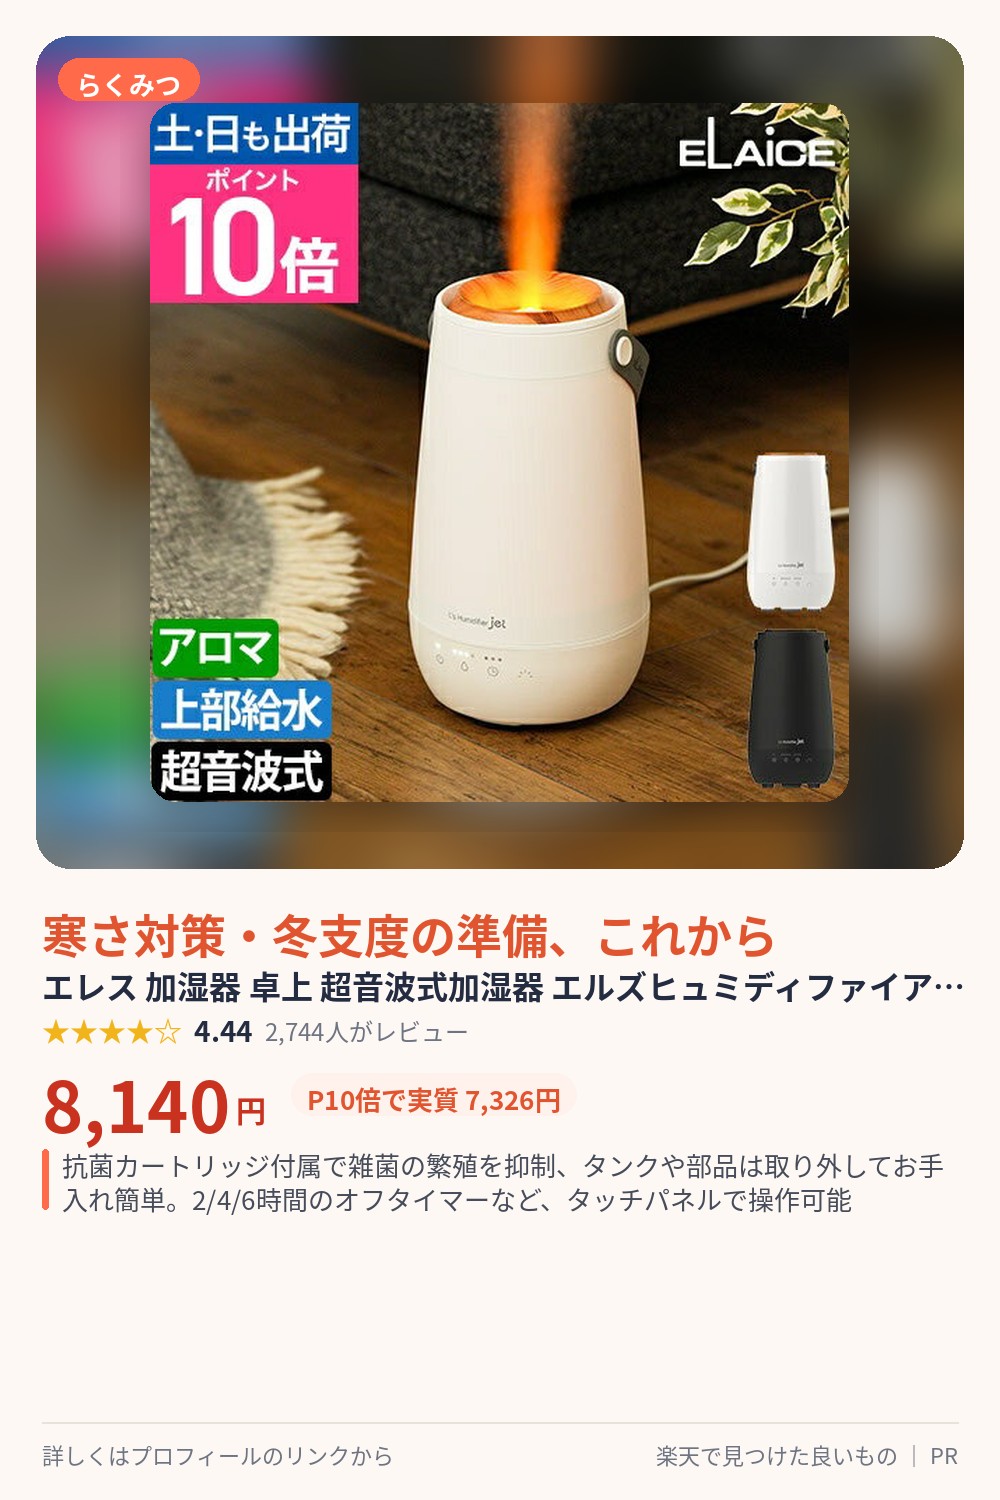 らくみつ
土・日も出荷
ポイント
10倍
ELAiCE
L's Humidifier jet
アロマ
上部給水
超音波式
寒さ対策・冬支度の準備、これから
エレス 加湿器 卓上 超音波式加湿器 エルズヒュミディファイア…
★★★★☆ 4.44 2,744人がレビュー
8,140円 P10倍で実質 7,326円
抗菌カートリッジ付属で雑菌の繁殖を抑制、タンクや部品は取り外してお手
入れ簡単。2/4/6時間のオフタイマーなど、タッチパネルで操作可能
詳しくはプロフィールのリンクから
楽天で見つけた良いもの | PR